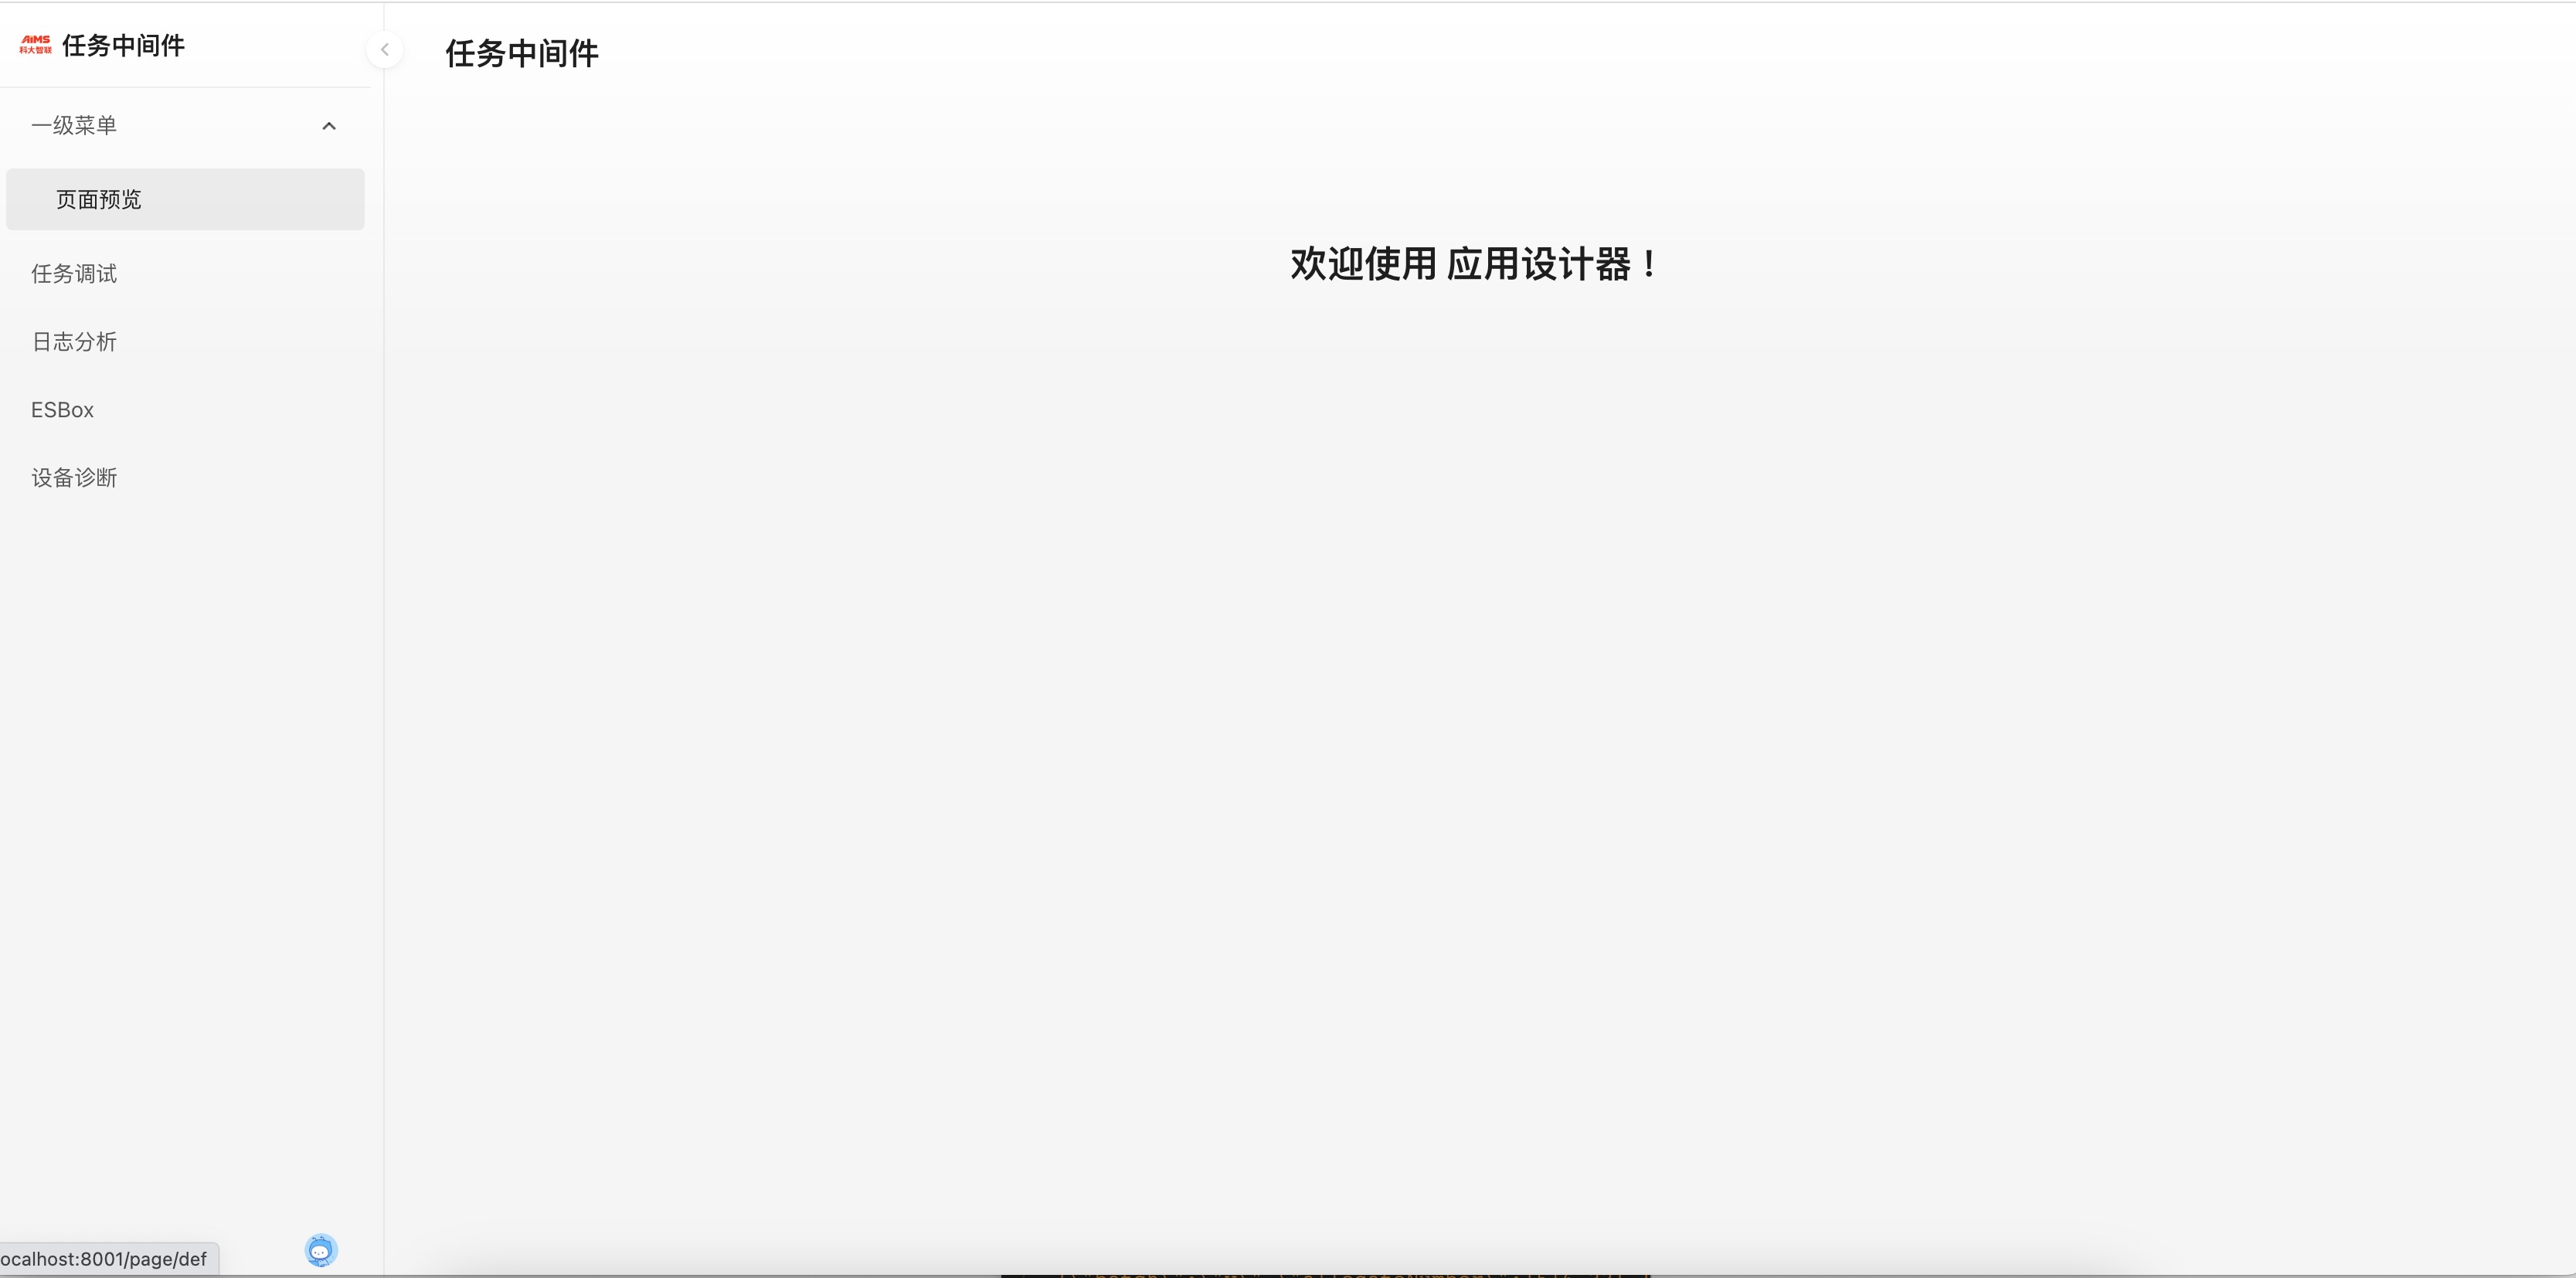 AiMS
科大智联
任务中间件
任务中间件
一级菜单
页面预览
任务调试
日志分析
ESBox
设备诊断
欢迎使用 应用设计器！
ocalhost:8001/page/def